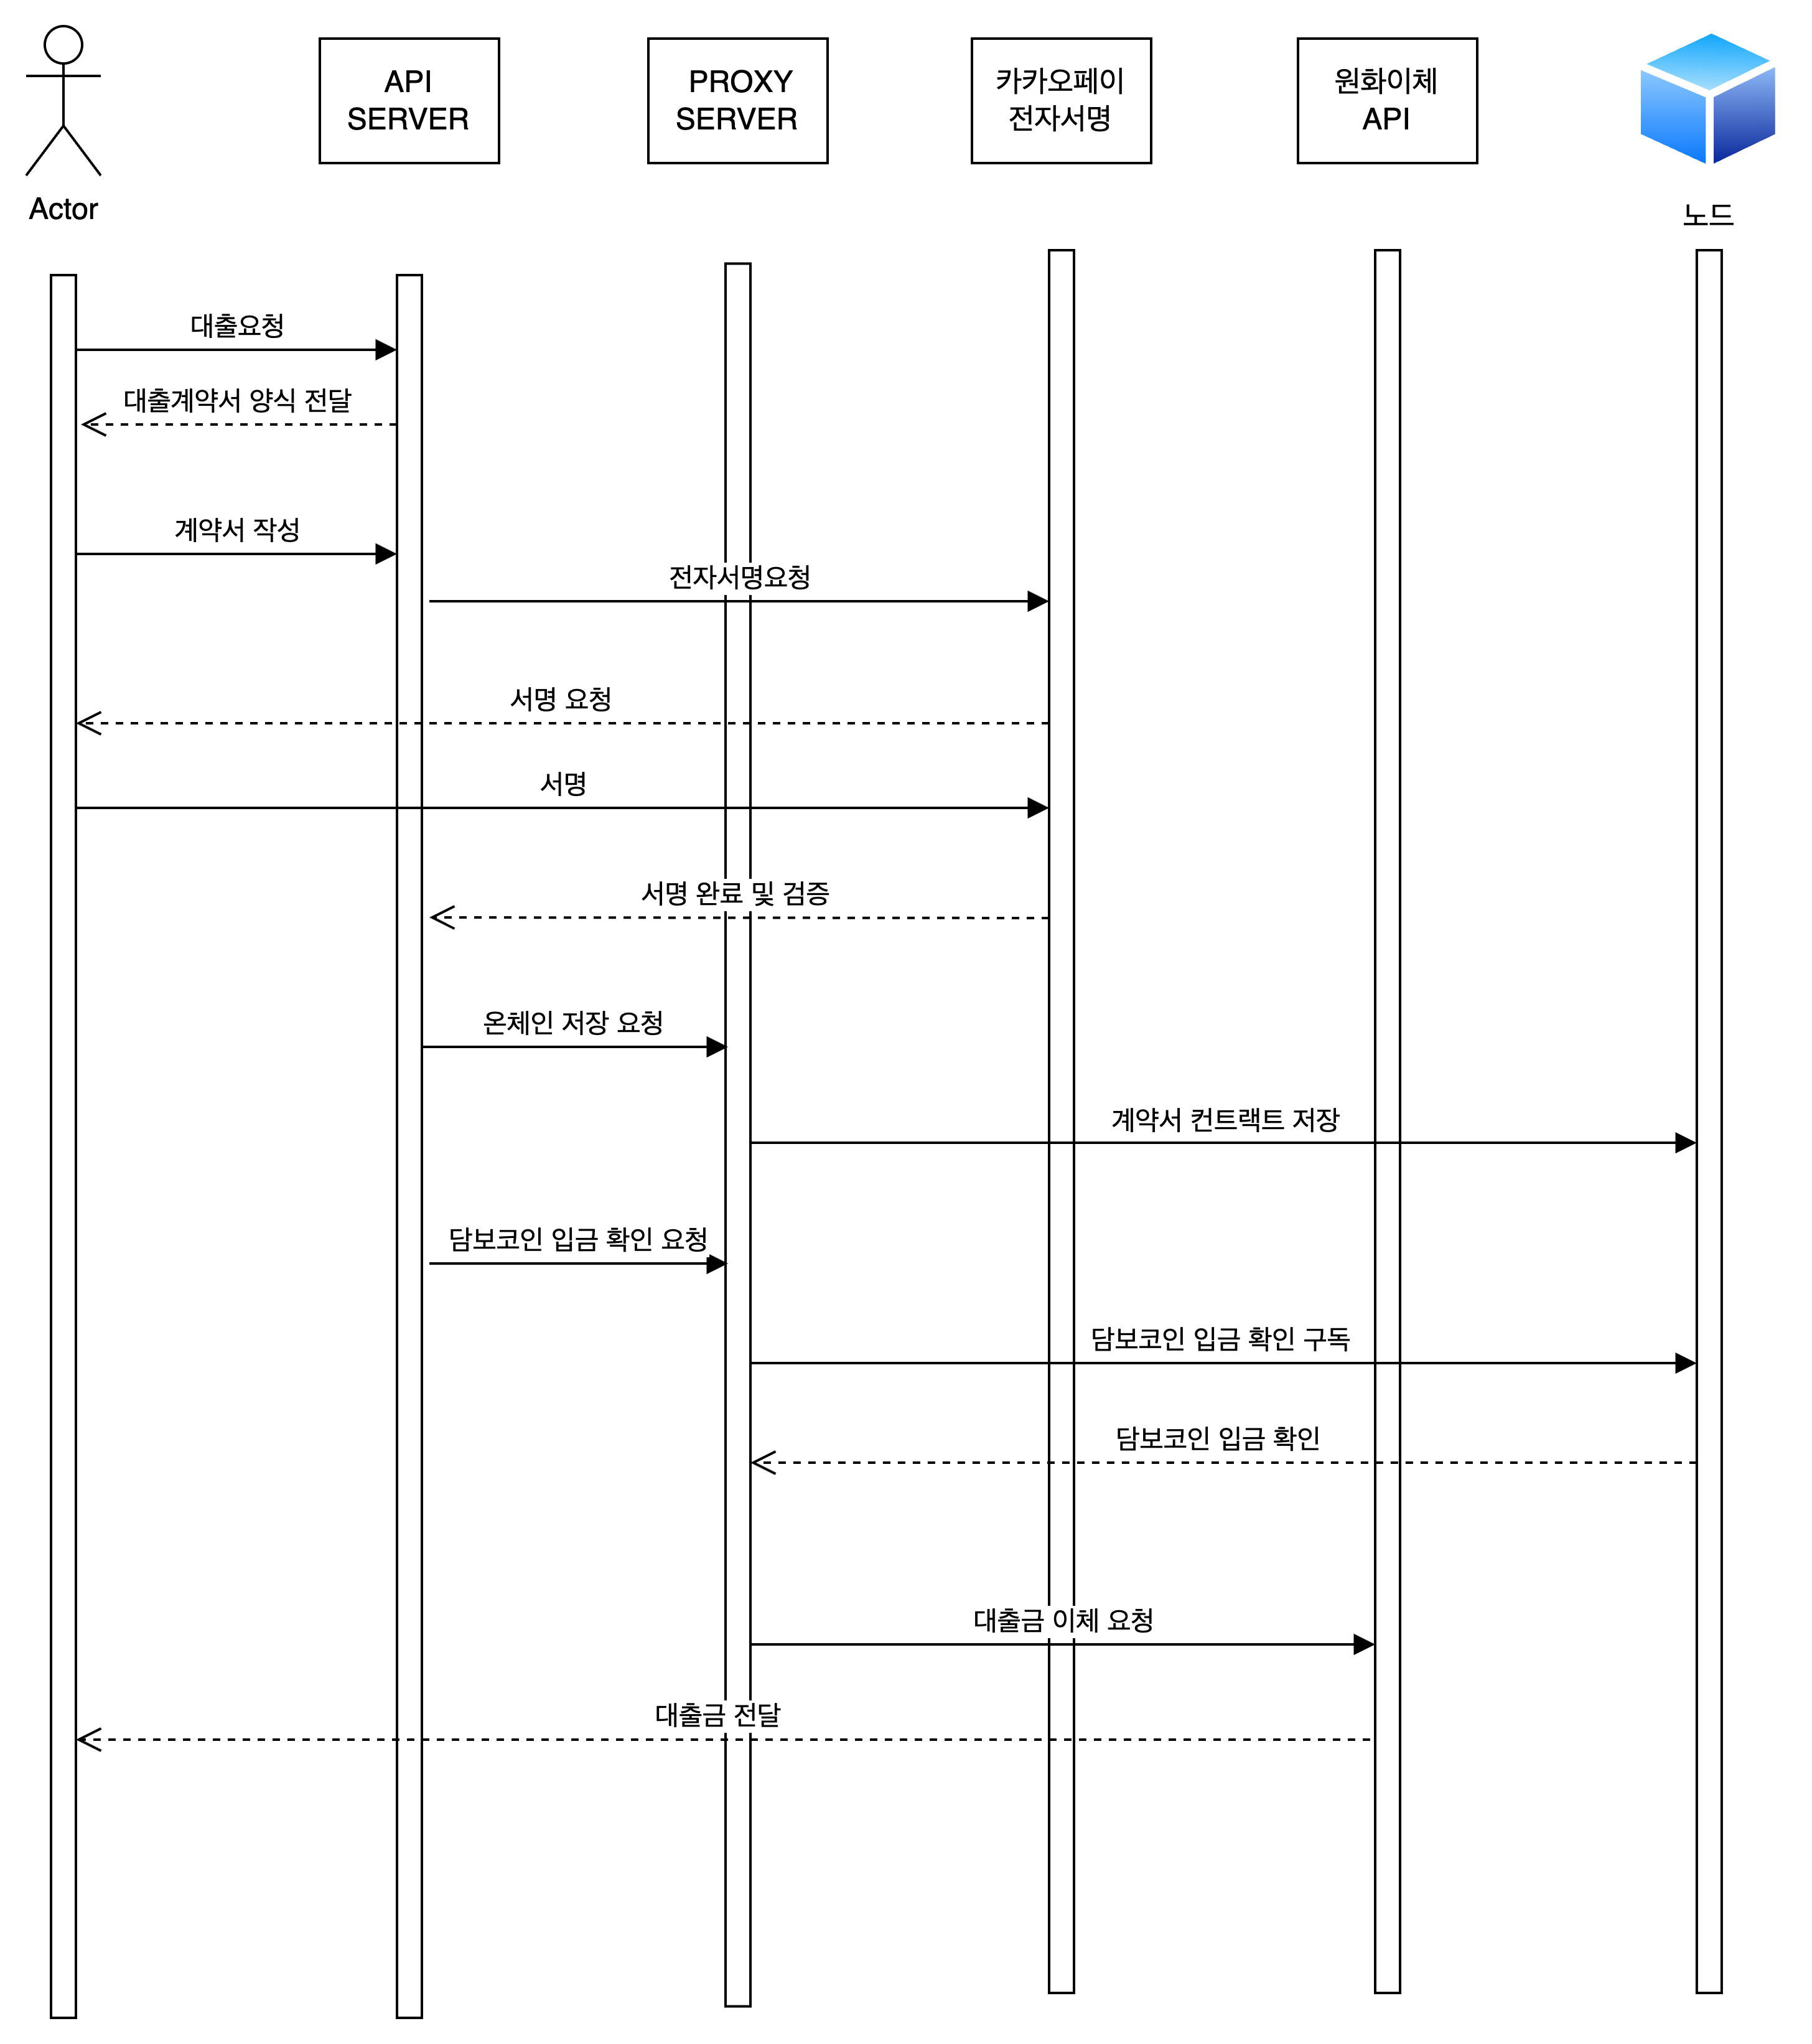 Actor
API
SERVER
PROXY
SERVER
카카오페이
전자서명
원화이체
API
노드
대출요청
대출계약서 양식 전달
계약서 작성
전자서명요청
서명 요청
서명
서명 완료 및 검증
온체인 저장 요청
계약서 컨트랙트 저장
담보코인 입금 확인 요청
담보코인 입금 확인 구독
담보코인 입금 확인
대출금 이체 요청
대출금 전달